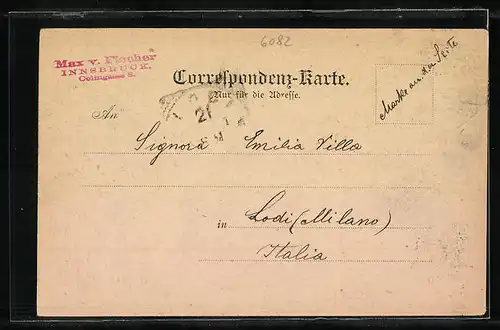 6082
Max v. Fischer
INNSBRUCK,
Colingasse 8.
Correspondenz-Karte.
Nur für die Adresse.
Marke an der Seite
An
Signora Emilia Villa
in Lodi (Milano)
Italia